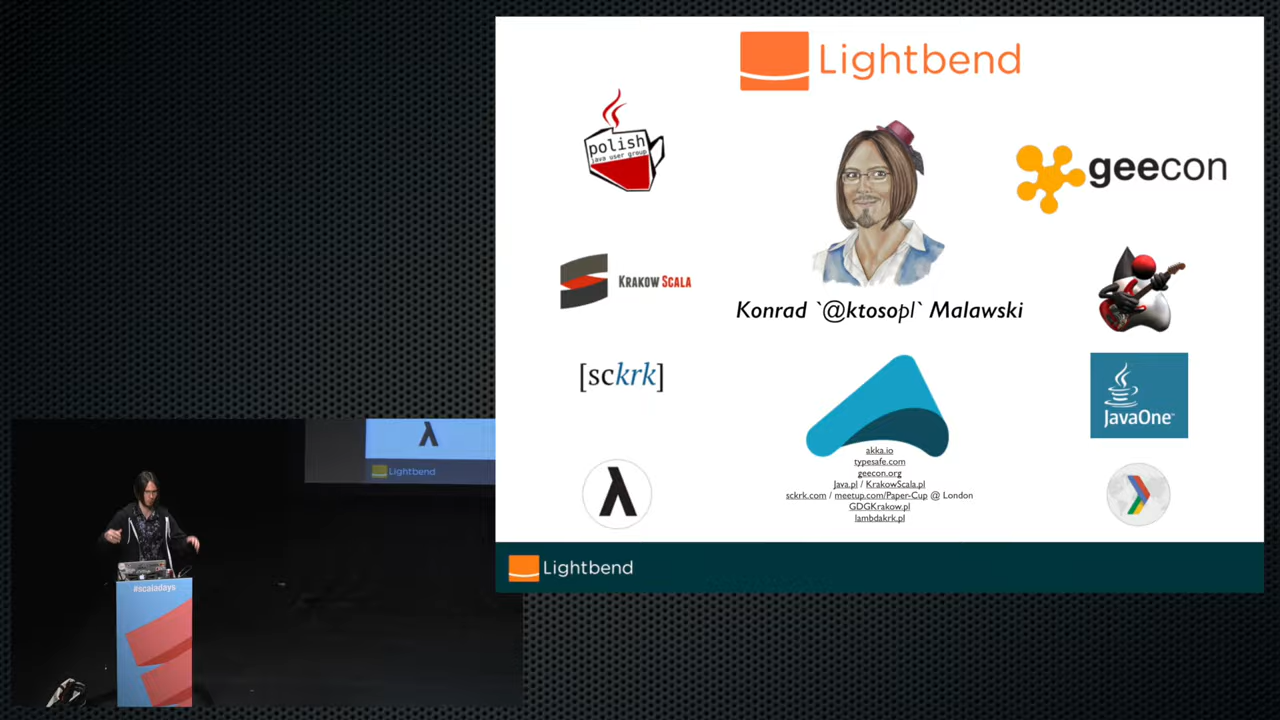 Lightbend
polish
java user group
geecon
KRAKOW SCALA
Konrad `@ktosopl` Malawski
[sckrk]
JavaOne™
akka.io
typesafe.com
geecon.org
Java.pl / KrakowScala.pl
sckrk.com / meetup.com/Paper-Cup @ London
GDGKrakow.pl
lambdakrk.pl
λ
λ
Lightbend
Lightbend
#scaladays